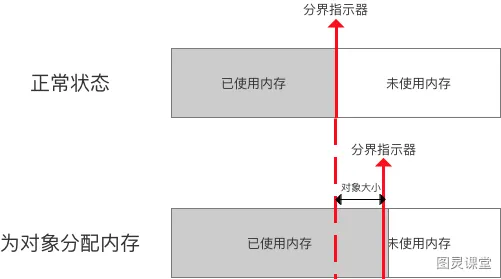 分界指示器
正常状态
已使用内存
未使用内存
分界指示器
对象大小
为对象分配内存
已使用内存
未使用内存
图灵课堂